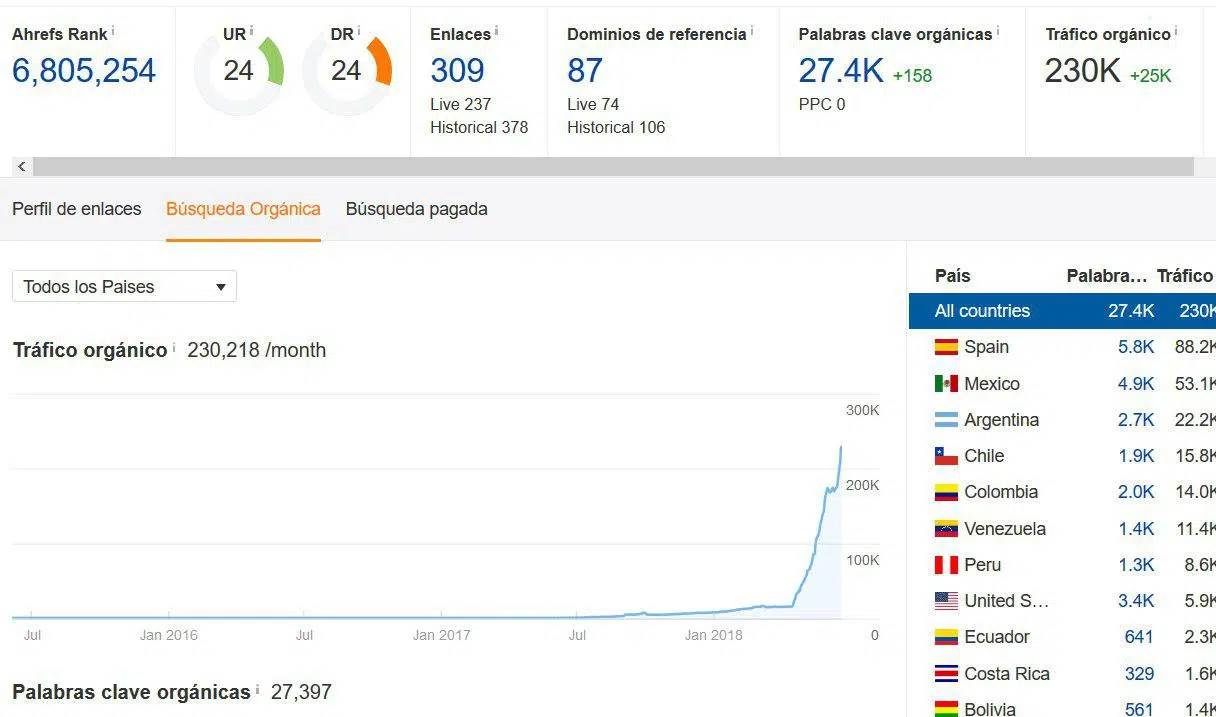 Ahrefs Rank i UR i DR i Enlaces i Dominios de referencia i Palabras clave orgánicas i Tráfico orgánico i
6,805,254 24 24 309 87 27.4K +158 230K +25K
Live 237 Live 74 PPC 0
Historical 378 Historical 106
Perfil de enlaces Búsqueda Orgánica Búsqueda pagada
Todos los Paises
Tráfico orgánico i 230,218 /month
300K
200K
100K
0
Jul Jan 2016 Jul Jan 2017 Jul Jan 2018
Palabras clave orgánicas i 27,397
País Palabra... Tráfico
All countries 27.4K 230K
Spain 5.8K 88.2K
Mexico 4.9K 53.1K
Argentina 2.7K 22.2K
Chile 1.9K 15.8K
Colombia 2.0K 14.0K
Venezuela 1.4K 11.4K
Peru 1.3K 8.6K
United S... 3.4K 5.9K
Ecuador 641 2.3K
Costa Rica 329 1.6K
Bolivia 561 1.4K